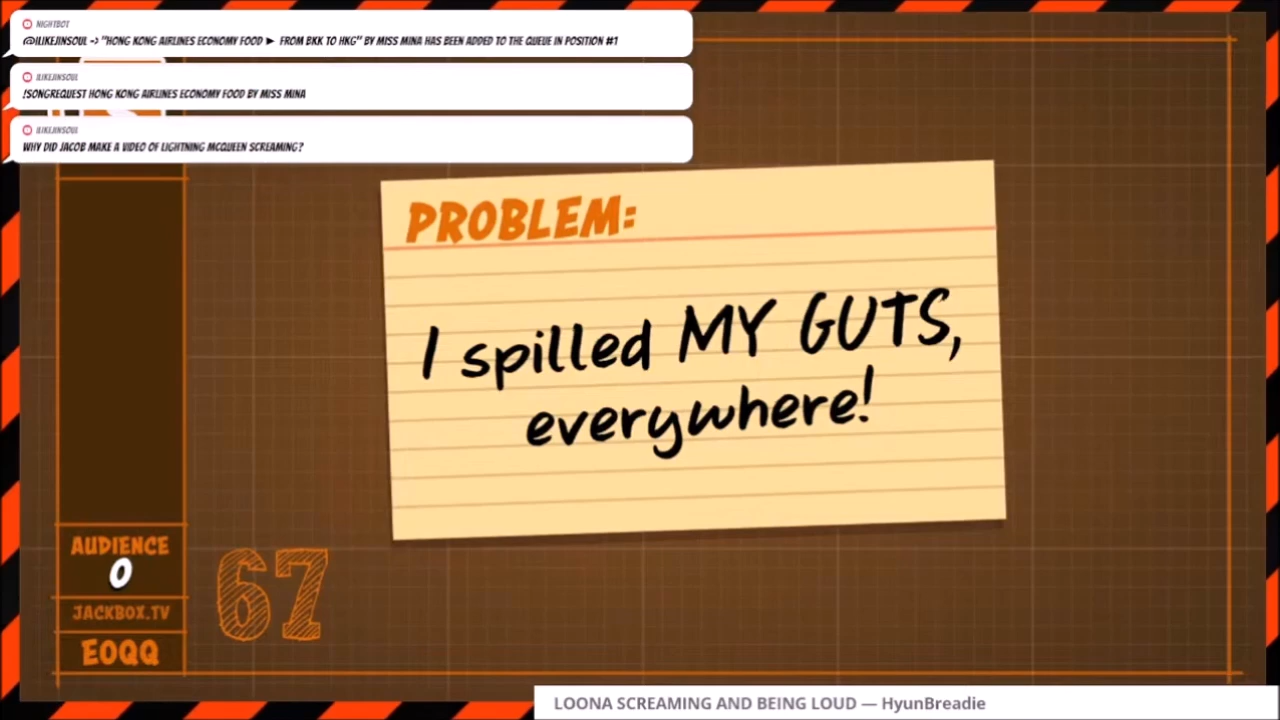 NIGHTBOT
@ILIKEJINSOUL -> "HONG KONG AIRLINES ECONOMY FOOD ► FROM BKK TO HKG" BY MISS MINA HAS BEEN ADDED TO THE QUEUE IN POSITION #1
ILIKEJINSOUL
!SONGREQUEST HONG KONG AIRLINES ECONOMY FOOD BY MISS MINA
ILIKEJINSOUL
WHY DID JACOB MAKE A VIDEO OF LIGHTNING MCQUEEN SCREAMING?
PROBLEM:
I spilled MY GUTS,
everywhere!
AUDIENCE
0
JACKBOX.TV
EOQQ
67
LOONA SCREAMING AND BEING LOUD — HyunBreadie